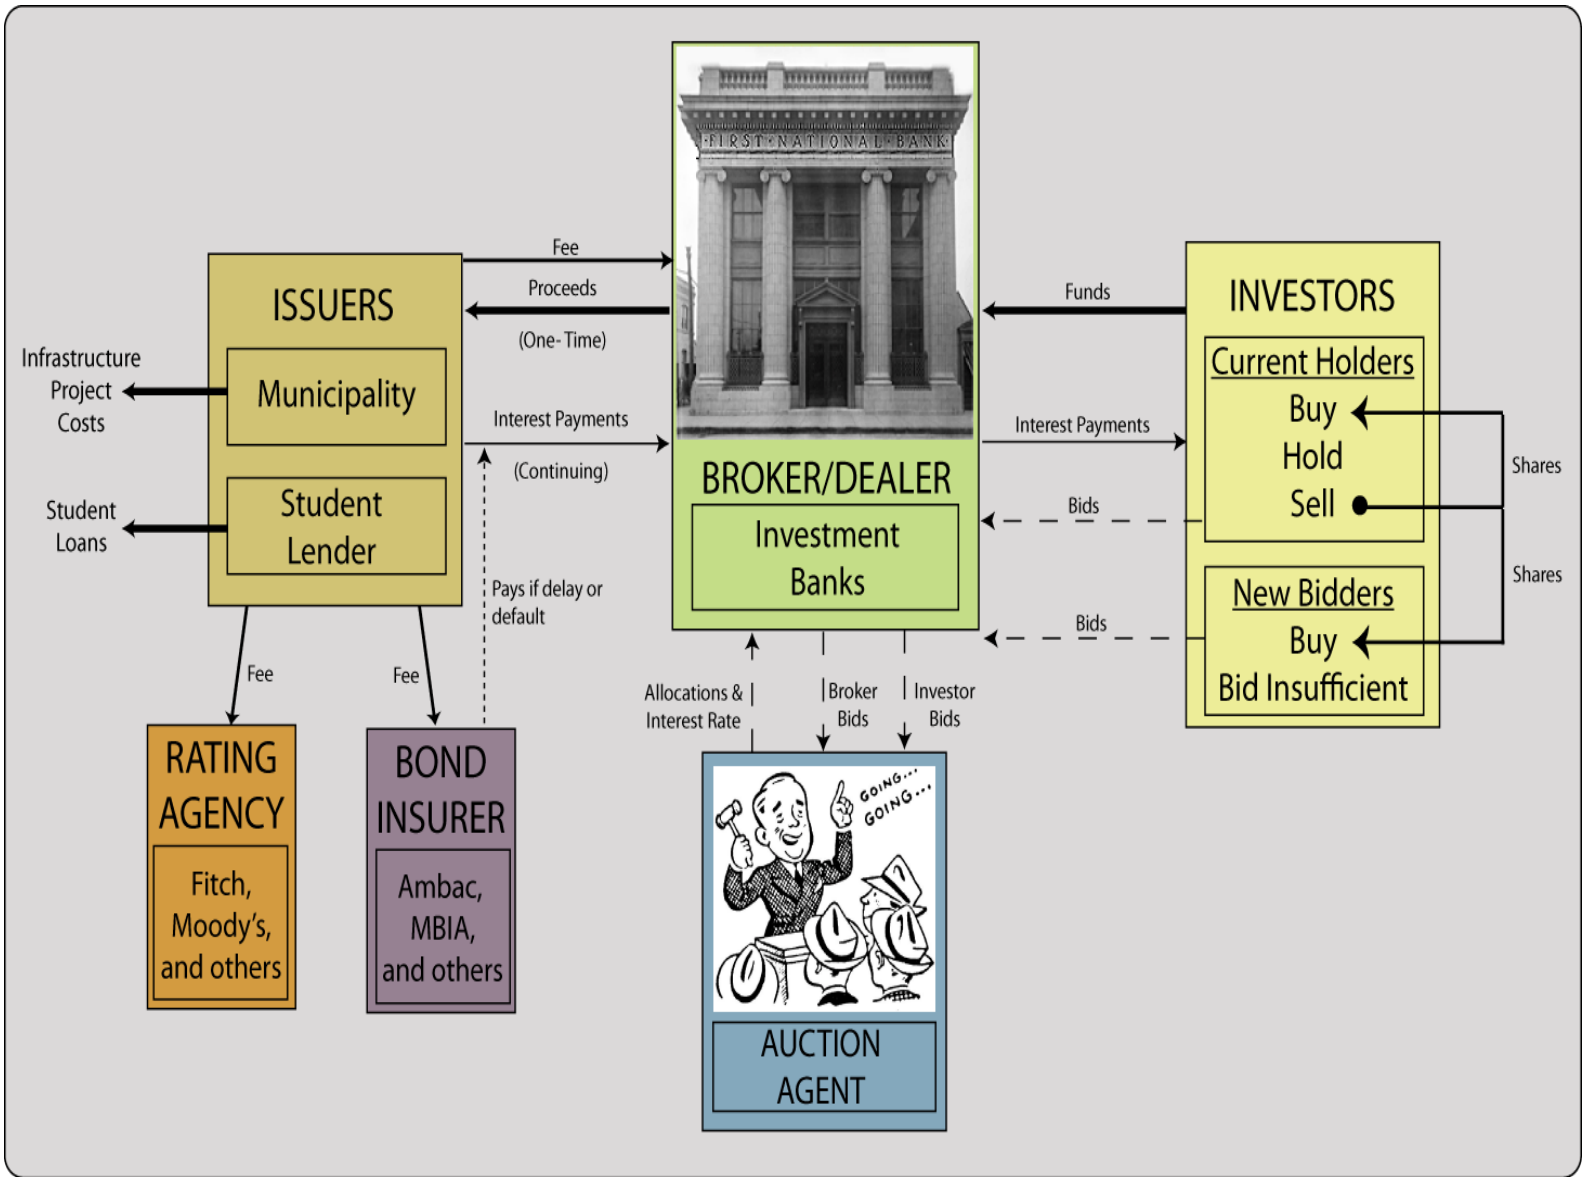 ·FIRST·NATIONAL·BANK·
Fee
Proceeds
(One-Time)
Interest Payments
(Continuing)
ISSUERS
Municipality
Student
Lender
Infrastructure
Project
Costs
Student
Loans
Pays if delay or
default
Fee
Fee
RATING
AGENCY
Fitch,
Moody's,
and others
BOND
INSURER
Ambac,
MBIA,
and others
BROKER/DEALER
Investment
Banks
Allocations &
Interest Rate
Broker
Bids
Investor
Bids
GOING...
GOING...
AUCTION
AGENT
Funds
Interest Payments
Bids
Bids
INVESTORS
Current Holders
Buy
Hold
Sell
New Bidders
Buy
Bid Insufficient
Shares
Shares